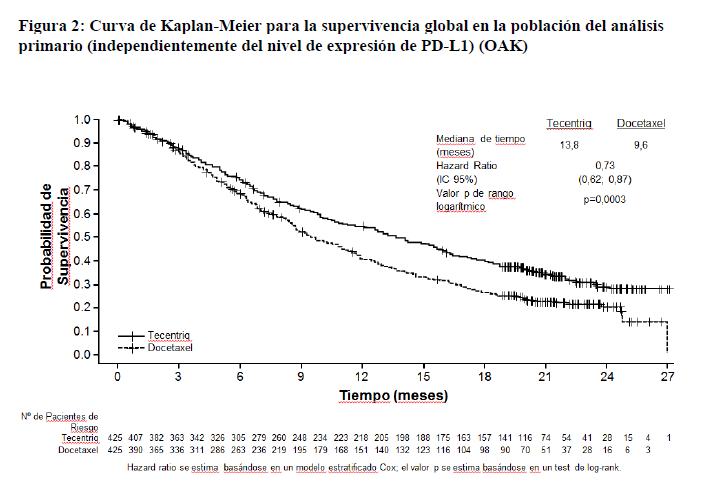 Figura 2: Curva de Kaplan-Meier para la supervivencia global en la población del análisis
primario (independientemente del nivel de expresión de PD-L1) (OAK)
Tecentriq Docetaxel
Mediana de tiempo
(meses) 13,8 9,6
Hazard Ratio 0,73
(IC 95%) (0,62; 0,87)
Valor p de rango
logarítmico p=0,0003
Probabilidad de
Supervivencia
1.0
0.9
0.8
0.7
0.6
0.5
0.4
0.3
0.2
0.1
0.0
Tecentriq
Docetaxel
0 3 6 9 12 15 18 21 24 27
Tiempo (meses)
Nº de Pacientes de
Riesgo
Tecentriq 425 407 382 363 342 326 305 279 260 248 234 223 218 205 198 188 175 163 157 141 116 74 54 41 28 15 4 1
Docetaxel 425 390 365 336 311 286 263 236 219 195 179 168 151 140 132 123 116 104 98 90 70 51 37 28 16 6 3
Hazard ratio se estima basándose en un modelo estratificado Cox; el valor p se estima basándose en un test de log-rank.